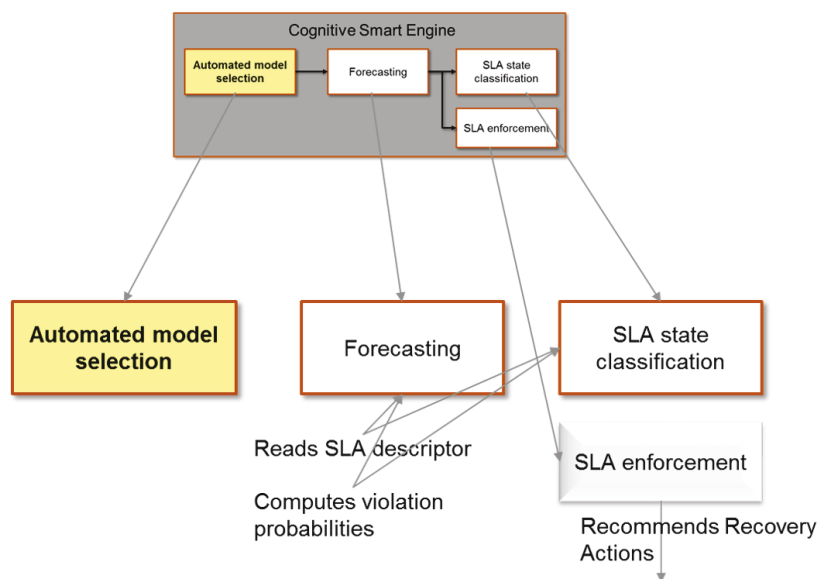 Cognitive Smart Engine
Automated model
selection
Forecasting
SLA state
classification
SLA enforcement
Automated model
selection
Forecasting
SLA state
classification
Reads SLA descriptor
SLA enforcement
Computes violation
probabilities
Recommends Recovery
Actions